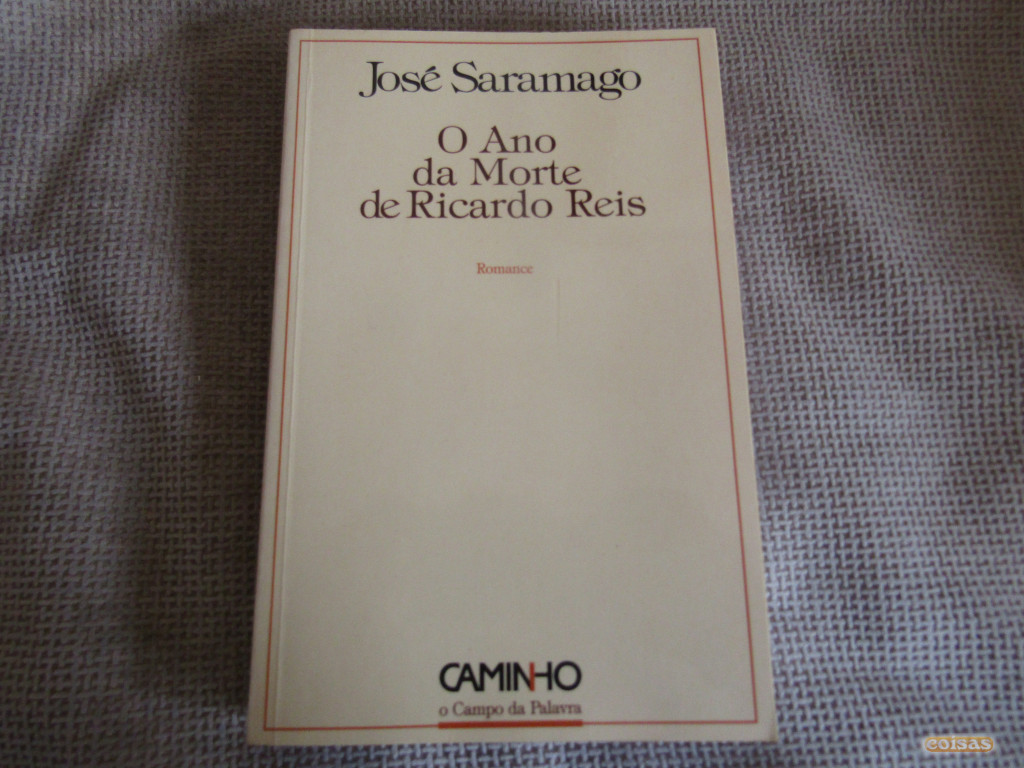 José Saramago
O Ano
da Morte
de Ricardo Reis
Romance
CAMINHO
o Campo da Palavra
coisas